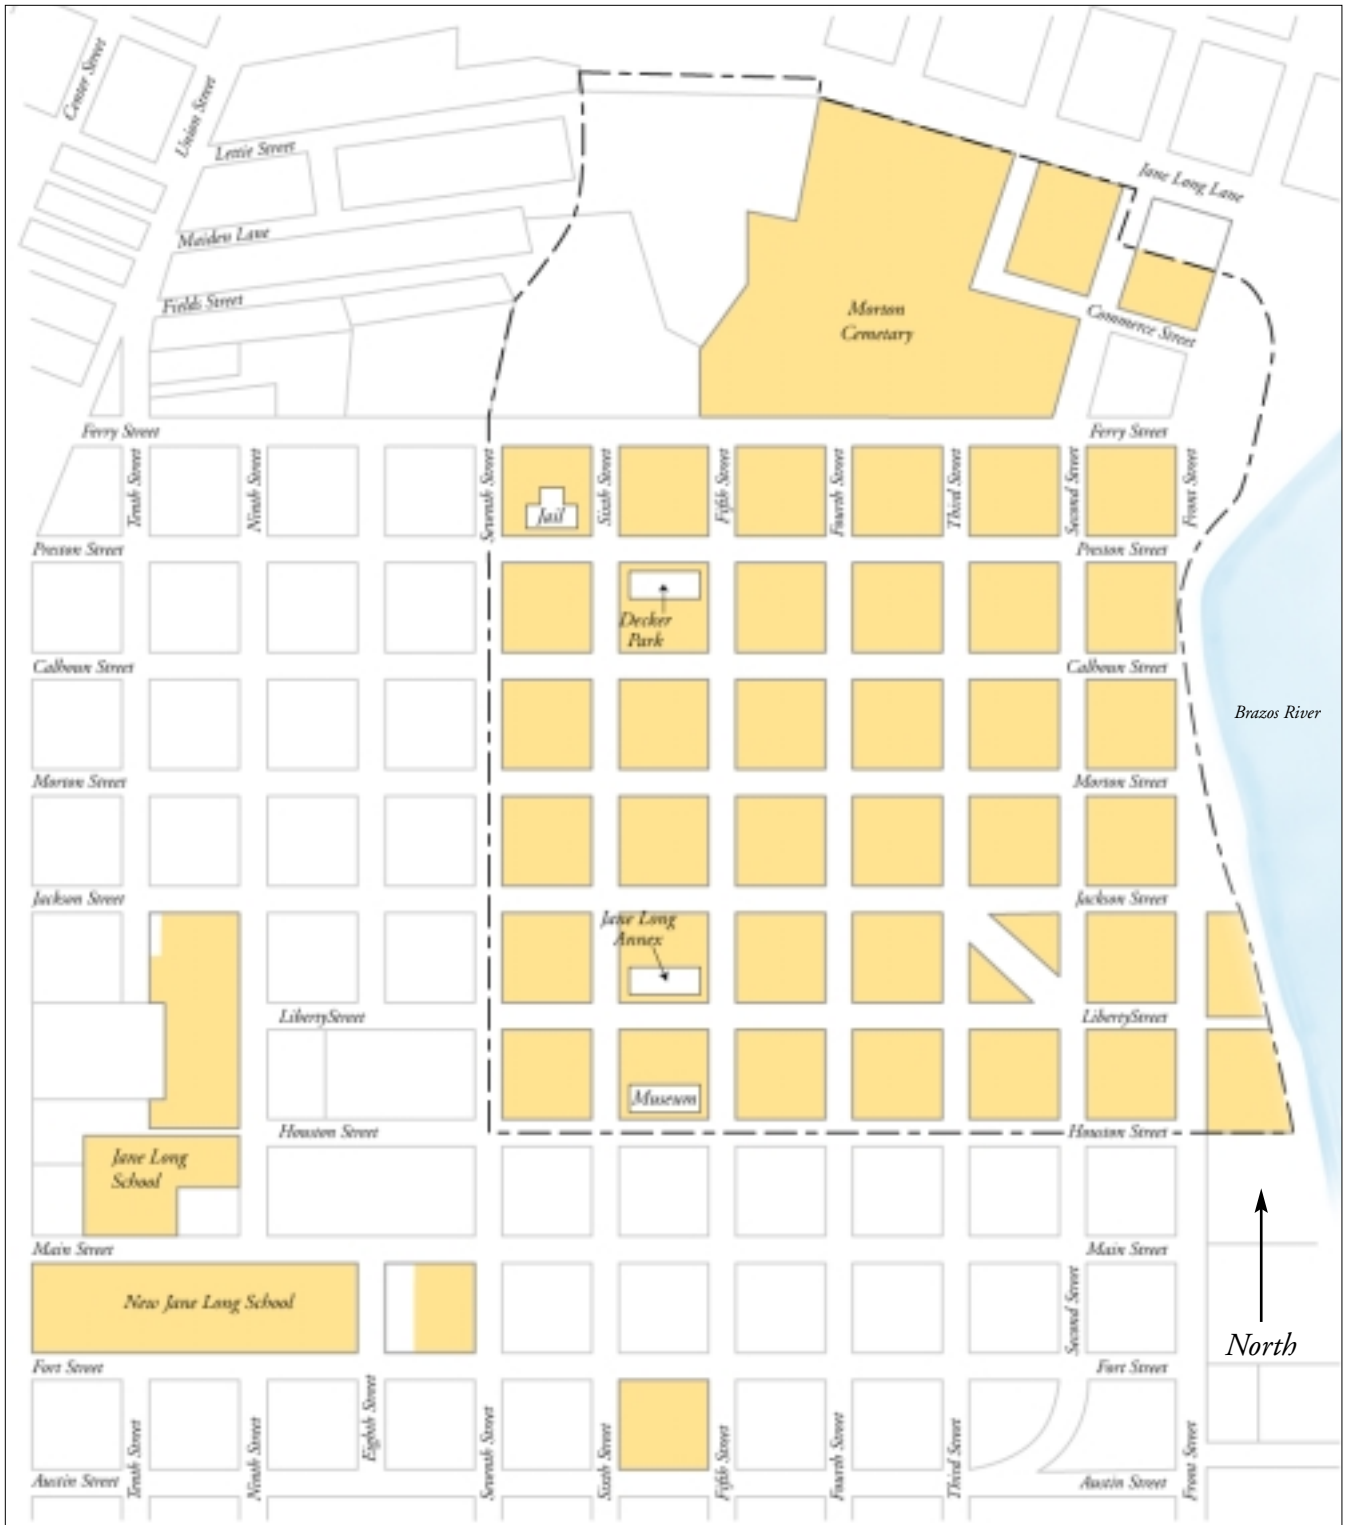 Center Street
Union Street
Lettie Street
Jane Long Lane
Maiden Lane
Fields Street
Morton
Cemetary
Commerce Street
Ferry Street
Ferry Street
Tenth Street
Ninth Street
Seventh Street
Sixth Street
Fifth Street
Fourth Street
Third Street
Second Street
Front Street
Jail
Preston Street
Preston Street
Decker
Park
Calhoun Street
Calhoun Street
Brazos River
Morton Street
Morton Street
Jackson Street
Jackson Street
Jane Long
Annex
LibertyStreet
LibertyStreet
Museum
Houston Street
Houston Street
Jane Long
School
Main Street
Main Street
New Jane Long School
Second Street
North
Fort Street
Fort Street
Tenth Street
Ninth Street
Eighth Street
Seventh Street
Sixth Street
Fifth Street
Fourth Street
Third Street
Front Street
Austin Street
Austin Street